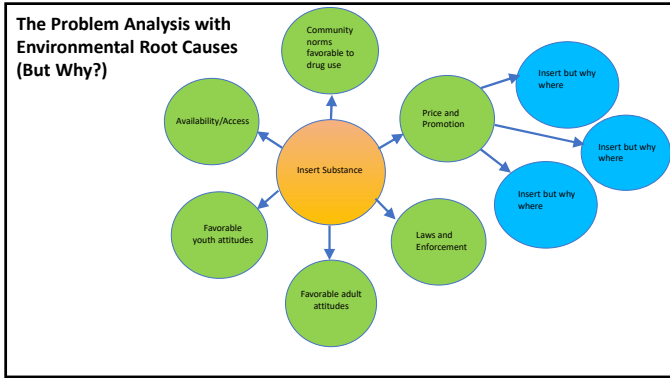 The Problem Analysis with
Environmental Root Causes
(But Why?)
Community
norms
favorable to
drug use
Insert but why
where
Availability/Access
Price and
Promotion
Insert but why
where
Insert Substance
Insert but why
where
Favorable
youth attitudes
Laws and
Enforcement
Favorable adult
attitudes